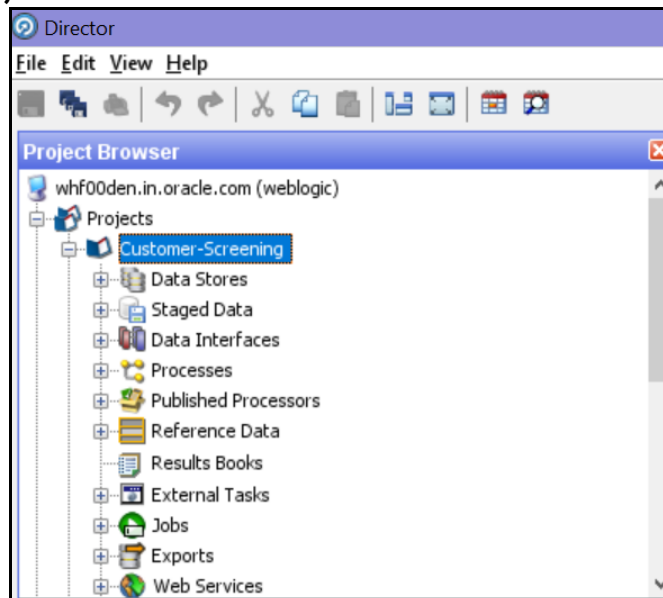 Director
File Edit View Help
Project Browser
whf00den.in.oracle.com (weblogic)
Projects
Customer-Screening
Data Stores
Staged Data
Data Interfaces
Processes
Published Processors
Reference Data
Results Books
External Tasks
Jobs
Exports
Web Services